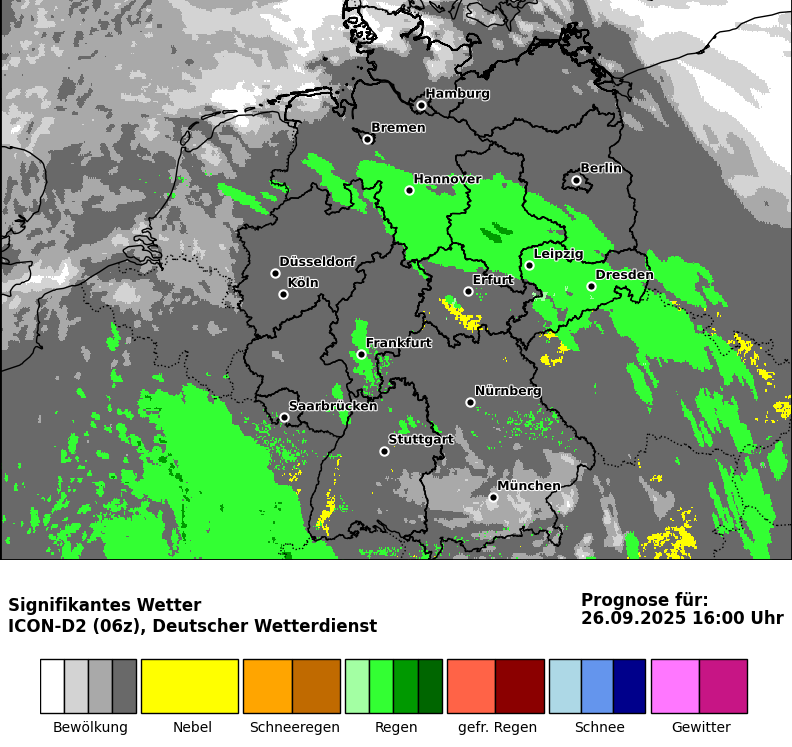 Hamburg
Bremen
Berlin
Hannover
Düsseldorf
Leipzig
Köln
Erfurt
Dresden
Frankfurt
Nürnberg
Saarbrücken
Stuttgart
München
Signifikantes Wetter
ICON-D2 (06z), Deutscher Wetterdienst
Prognose für:
26.09.2025 16:00 Uhr
Bewölkung
Nebel
Schneeregen
Regen
gefr. Regen
Schnee
Gewitter